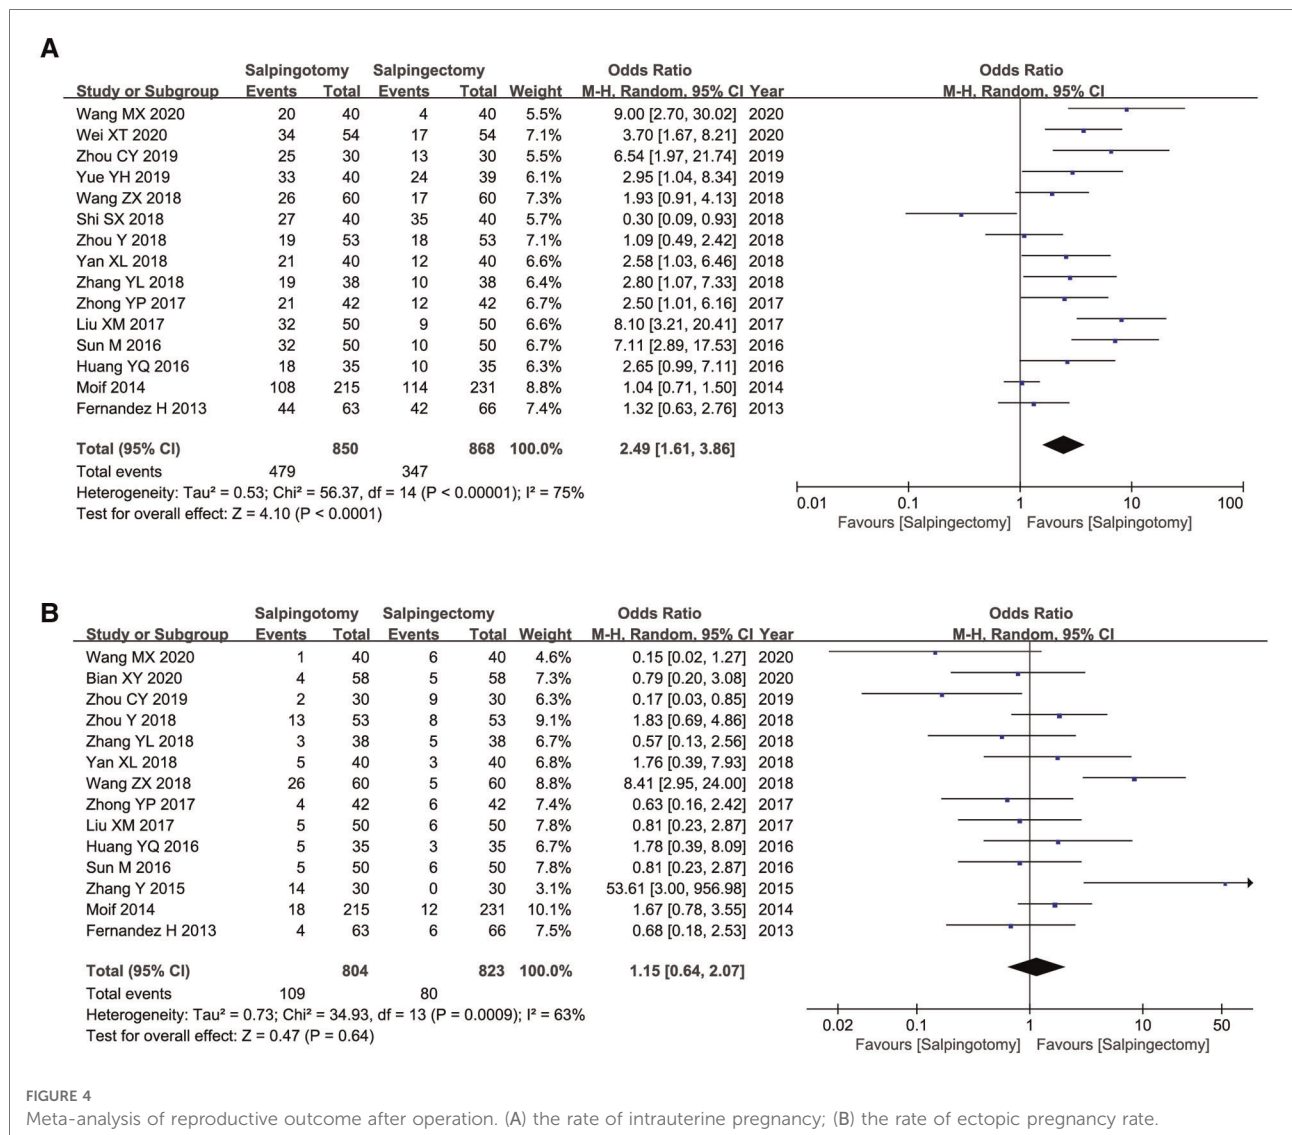 A
Salpingotomy Salpingectomy Odds Ratio Odds Ratio
Study or Subgroup Events Total Events Total Weight M-H, Random, 95% CI Year M-H, Random, 95% CI
Wang MX 2020 20 40 4 40 5.5% 9.00 [2.70, 30.02] 2020
Wei XT 2020 34 54 17 54 7.1% 3.70 [1.67, 8.21] 2020
Zhou CY 2019 25 30 13 30 5.5% 6.54 [1.97, 21.74] 2019
Yue YH 2019 33 40 24 39 6.1% 2.95 [1.04, 8.34] 2019
Wang ZX 2018 26 60 17 60 7.3% 1.93 [0.91, 4.13] 2018
Shi SX 2018 27 40 35 40 5.7% 0.30 [0.09, 0.93] 2018
Zhou Y 2018 19 53 18 53 7.1% 1.09 [0.49, 2.42] 2018
Yan XL 2018 21 40 12 40 6.6% 2.58 [1.03, 6.46] 2018
Zhang YL 2018 19 38 10 38 6.4% 2.80 [1.07, 7.33] 2018
Zhong YP 2017 21 42 12 42 6.7% 2.50 [1.01, 6.16] 2017
Liu XM 2017 32 50 9 50 6.6% 8.10 [3.21, 20.41] 2017
Sun M 2016 32 50 10 50 6.7% 7.11 [2.89, 17.53] 2016
Huang YQ 2016 18 35 10 35 6.3% 2.65 [0.99, 7.11] 2016
Moif 2014 108 215 114 231 8.8% 1.04 [0.71, 1.50] 2014
Fernandez H 2013 44 63 42 66 7.4% 1.32 [0.63, 2.76] 2013
Total (95% CI) 850 868 100.0% 2.49 [1.61, 3.86]
Total events 479 347
Heterogeneity: Tau² = 0.53; Chi² = 56.37, df = 14 (P < 0.00001); I² = 75%
Test for overall effect: Z = 4.10 (P < 0.0001)
0.01 0.1 1 10 100
Favours [Salpingectomy] Favours [Salpingotomy]
B
Salpingotomy Salpingectomy Odds Ratio Odds Ratio
Study or Subgroup Events Total Events Total Weight M-H, Random, 95% CI Year M-H, Random, 95% CI
Wang MX 2020 1 40 6 40 4.6% 0.15 [0.02, 1.27] 2020
Bian XY 2020 4 58 5 58 7.3% 0.79 [0.20, 3.08] 2020
Zhou CY 2019 2 30 9 30 6.3% 0.17 [0.03, 0.85] 2019
Zhou Y 2018 13 53 8 53 9.1% 1.83 [0.69, 4.86] 2018
Zhang YL 2018 3 38 5 38 6.7% 0.57 [0.13, 2.56] 2018
Yan XL 2018 5 40 3 40 6.8% 1.76 [0.39, 7.93] 2018
Wang ZX 2018 26 60 5 60 8.8% 8.41 [2.95, 24.00] 2018
Zhong YP 2017 4 42 6 42 7.4% 0.63 [0.16, 2.42] 2017
Liu XM 2017 5 50 6 50 7.8% 0.81 [0.23, 2.87] 2017
Huang YQ 2016 5 35 3 35 6.7% 1.78 [0.39, 8.09] 2016
Sun M 2016 5 50 6 50 7.8% 0.81 [0.23, 2.87] 2016
Zhang Y 2015 14 30 0 30 3.1% 53.61 [3.00, 956.98] 2015
Moif 2014 18 215 12 231 10.1% 1.67 [0.78, 3.55] 2014
Fernandez H 2013 4 63 6 66 7.5% 0.68 [0.18, 2.53] 2013
Total (95% CI) 804 823 100.0% 1.15 [0.64, 2.07]
Total events 109 80
Heterogeneity: Tau² = 0.73; Chi² = 34.93, df = 13 (P = 0.0009); I² = 63%
Test for overall effect: Z = 0.47 (P = 0.64)
0.02 0.1 1 10 50
Favours [Salpingotomy] Favours [Salpingectomy]
FIGURE 4
Meta-analysis of reproductive outcome after operation. (A) the rate of intrauterine pregnancy; (B) the rate of ectopic pregnancy rate.